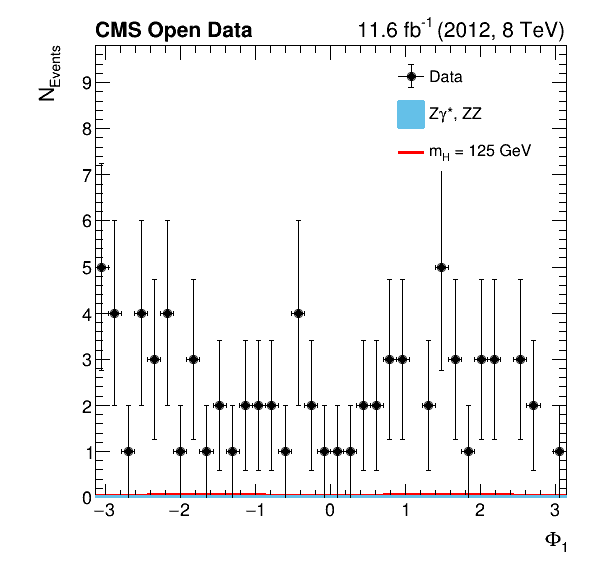 CMS Open Data 11.6 fb-1 (2012, 8 TeV)
NEvents
Data
Zγ*, ZZ
mH = 125 GeV
9
8
7
6
5
4
3
2
1
0
−3 −2 −1 0 1 2 3
Φ1